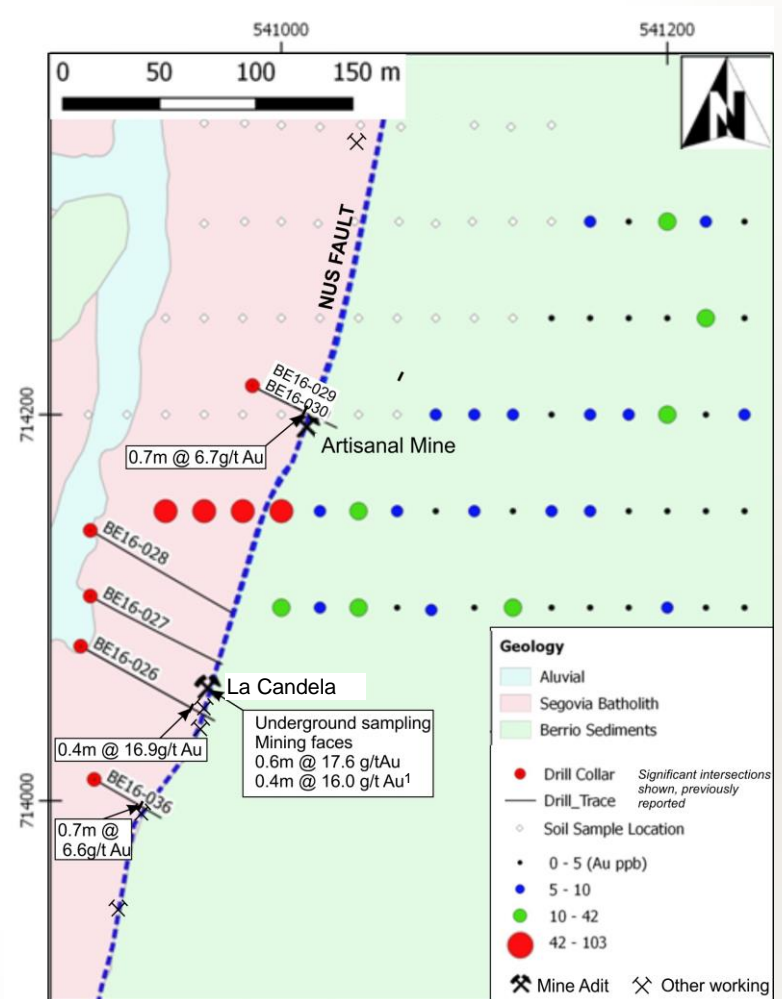 541000
541200
0 50 100 150 m
N
NUS FAULT
714200
BE16-029
BE16-030
0.7m @ 6.7g/t Au
Artisanal Mine
BE16-028
BE16-027
BE16-026
La Candela
Underground sampling
Mining faces
0.6m @ 17.6 g/tAu
0.4m @ 16.0 g/t Au¹
0.4m @ 16.9g/t Au
714000
BE16-036
0.7m @
6.6g/t Au
Geology
Aluvial
Segovia Batholith
Berrio Sediments
Drill Collar
Significant intersections
shown, previously
reported
Drill_Trace
Soil Sample Location
0 - 5 (Au ppb)
5 - 10
10 - 42
42 - 103
Mine Adit
Other working